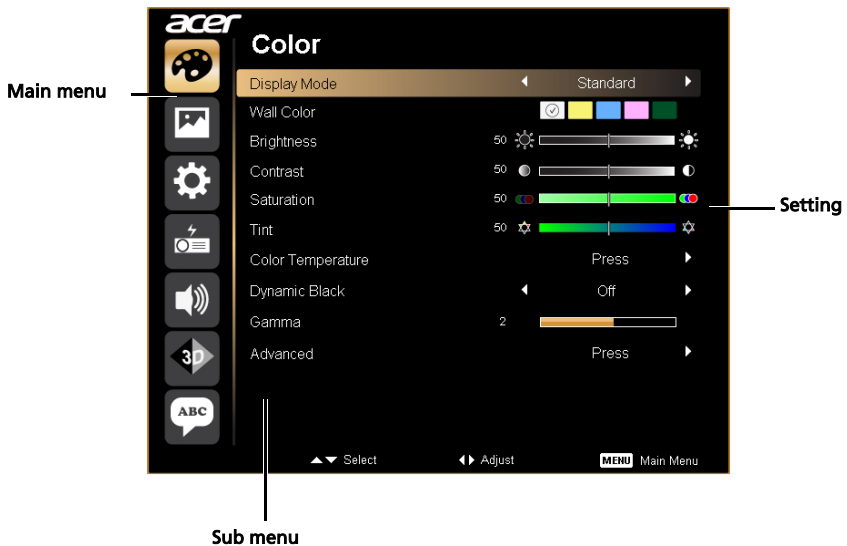 acer
Color
Main menu
Display Mode Standard
Wall Color
Brightness 50
Contrast 50
Saturation 50
Setting
Tint 50
Color Temperature Press
Dynamic Black Off
Gamma 2
3D
Advanced Press
ABC
Select Adjust MENU Main Menu
Sub menu